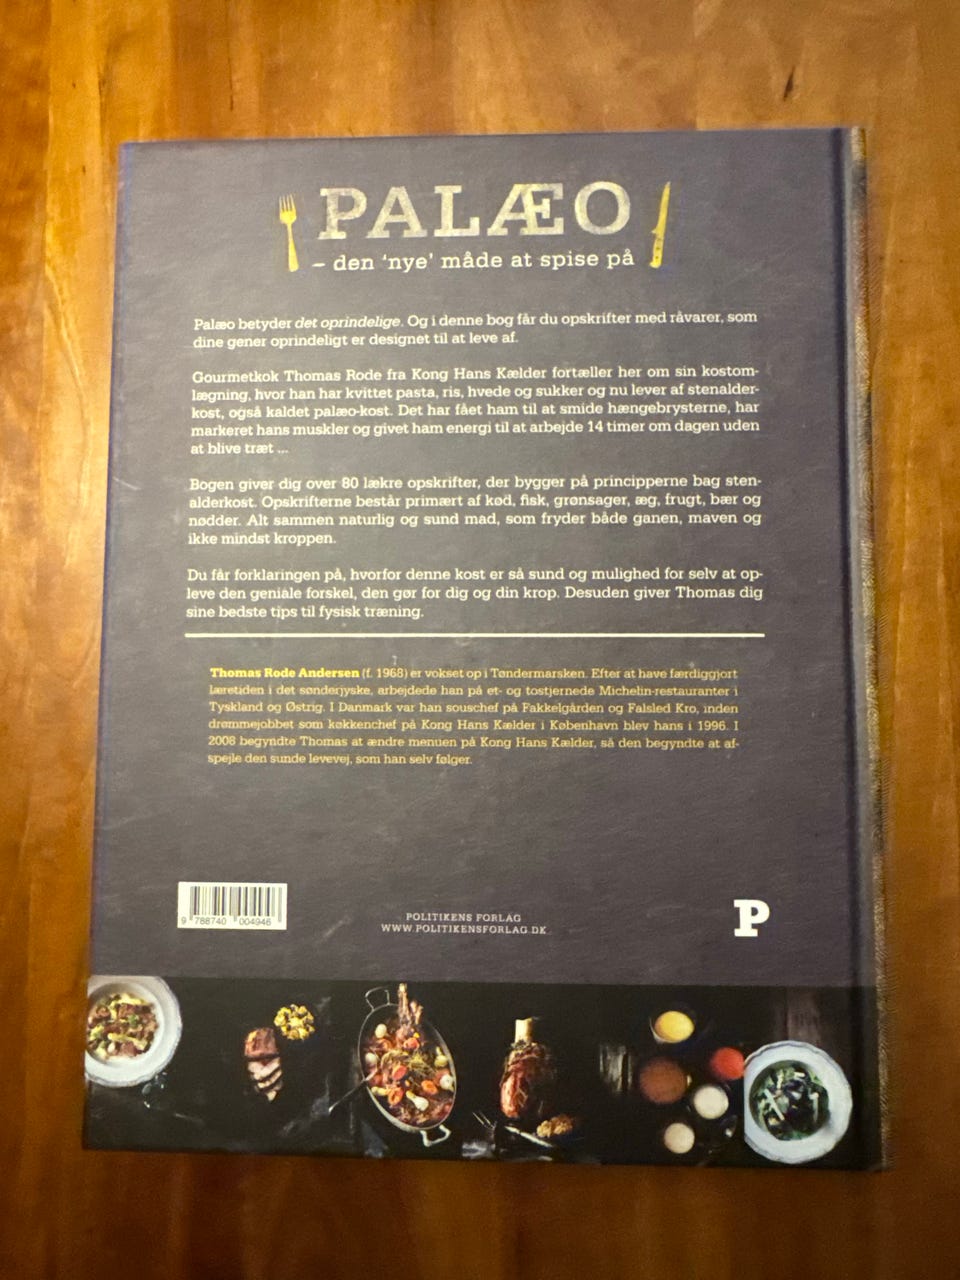 PALÆO
– den ‘nye’ måde at spise på
Palæo betyder det oprindelige. Og i denne bog får du opskrifter med råvarer, som
dine gener oprindeligt er designet til at leve af.
Gourmetkok Thomas Rode fra Kong Hans Kælder fortæller her om sin kostom-
lægning, hvor han har kvittet pasta, ris, hvede og sukker og nu lever af stenalder-
kost, også kaldet palæo-kost. Det har fået ham til at smide hængebrysterne, har
markeret hans muskler og givet ham energi til at arbejde 14 timer om dagen uden
at blive træt ...
Bogen giver dig over 80 lækre opskrifter, der bygger på principperne bag sten-
alderkost. Opskrifterne består primært af kød, fisk, grønsager, æg, frugt, bær og
nødder. Alt sammen naturlig og sund mad, som fryder både ganen, maven og
ikke mindst kroppen.
Du får forklaringen på, hvorfor denne kost er så sund og mulighed for selv at op-
leve den geniale forskel, den gør for dig og din krop. Desuden giver Thomas dig
sine bedste tips til fysisk træning.
Thomas Rode Andersen (f. 1968) er vokset op i Tøndermarsken. Efter at have færdiggjort
læretiden i det sønderjyske, arbejdede han på et- og tostjernede Michelin-restauranter i
Tyskland og Østrig. I Danmark var han souschef på Fakkelgården og Falsled Kro, inden
drømmejobbet som køkkenchef på Kong Hans Kælder i København blev hans i 1996. I
2008 begyndte Thomas at ændre menuen på Kong Hans Kælder, så den begyndte at af-
spejle den sunde levevej, som han selv følger.
9 788740 004946
POLITIKENS FORLAG
WWW.POLITIKENSFORLAG.DK
P